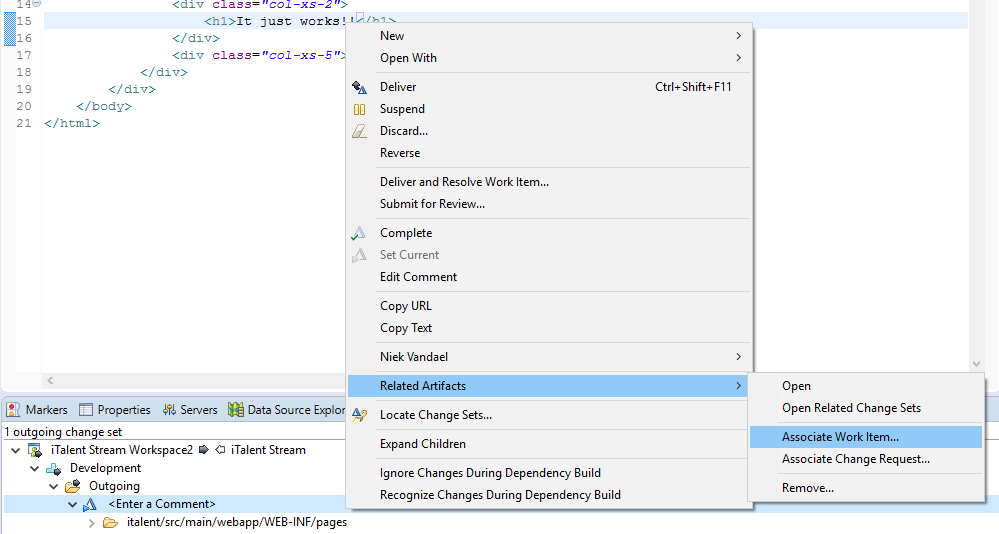 14 <div class="col-xs-2">
15 <h1>It just works!!</h1>
16 </div>
17 <div class="col-xs-5">
18 </div>
19 </div>
20 </body>
21 </html>
New
Open With
Deliver Ctrl+Shift+F11
Suspend
Discard...
Reverse
Deliver and Resolve Work Item...
Submit for Review...
Complete
Set Current
Edit Comment
Copy URL
Copy Text
Niek Vandael
Related Artifacts
Locate Change Sets...
Expand Children
Ignore Changes During Dependency Build
Recognize Changes During Dependency Build
Open
Open Related Change Sets
Associate Work Item...
Associate Change Request...
Remove...
Markers Properties Servers Data Source Explor
1 outgoing change set
iTalent Stream Workspace2 iTalent Stream
Development
Outgoing
<Enter a Comment>
italent/src/main/webapp/WEB-INF/pages